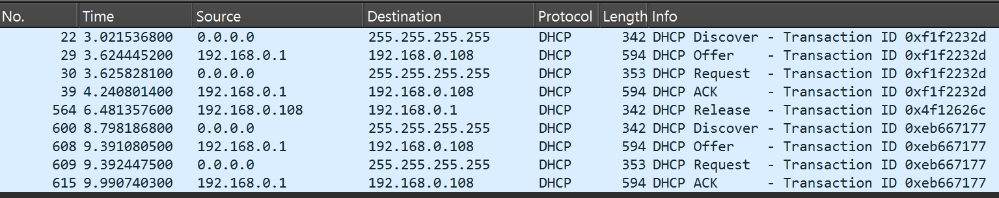 No. Time Source Destination Protocol Length Info
22 3.021536800 0.0.0.0 255.255.255.255 DHCP 342 DHCP Discover - Transaction ID 0xf1f2232d
29 3.624445200 192.168.0.1 192.168.0.108 DHCP 594 DHCP Offer - Transaction ID 0xf1f2232d
30 3.625828100 0.0.0.0 255.255.255.255 DHCP 353 DHCP Request - Transaction ID 0xf1f2232d
39 4.240801400 192.168.0.1 192.168.0.108 DHCP 594 DHCP ACK - Transaction ID 0xf1f2232d
564 6.481357600 192.168.0.108 192.168.0.1 DHCP 342 DHCP Release - Transaction ID 0x4f12626c
600 8.798186800 0.0.0.0 255.255.255.255 DHCP 342 DHCP Discover - Transaction ID 0xeb667177
608 9.391080500 192.168.0.1 192.168.0.108 DHCP 594 DHCP Offer - Transaction ID 0xeb667177
609 9.392447500 0.0.0.0 255.255.255.255 DHCP 353 DHCP Request - Transaction ID 0xeb667177
615 9.990740300 192.168.0.1 192.168.0.108 DHCP 594 DHCP ACK - Transaction ID 0xeb667177